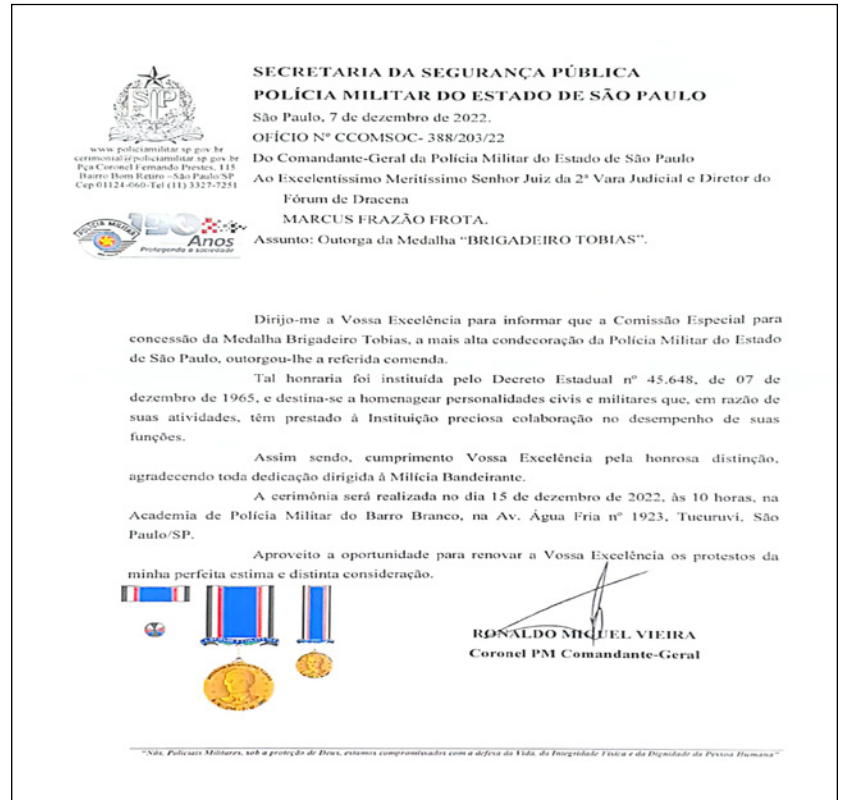 SECRETARIA DA SEGURANÇA PÚBLICA
POLÍCIA MILITAR DO ESTADO DE SÃO PAULO
São Paulo, 7 de dezembro de 2022.
OFÍCIO Nº CCOMSOC- 388/203/22
Do Comandante-Geral da Polícia Militar do Estado de São Paulo
Ao Excelentíssimo Meritíssimo Senhor Juiz da 2ª Vara Judicial e Diretor do
Fórum de Dracena
MARCUS FRAZÃO FROTA.
Assunto: Outorga da Medalha “BRIGADEIRO TOBIAS”.
SP
www.policiamilitar.sp.gov.br
cerimonial@policiamilitar.sp.gov.br
Pça Coronel Fernando Prestes, 115
Bairro Bom Retiro –São Paulo/SP
Cep 01124-060-Tel (11) 3327-7251
POLÍCIA MILITAR
190
Anos
Protegendo a sociedade
Dirijo-me a Vossa Excelência para informar que a Comissão Especial para
concessão da Medalha Brigadeiro Tobias, a mais alta condecoração da Polícia Militar do Estado
de São Paulo, outorgou-lhe a referida comenda.
Tal honraria foi instituída pelo Decreto Estadual nº 45.648, de 07 de
dezembro de 1965, e destina-se a homenagear personalidades civis e militares que, em razão de
suas atividades, têm prestado à Instituição preciosa colaboração no desempenho de suas
funções.
Assim sendo, cumprimento Vossa Excelência pela honrosa distinção,
agradecendo toda dedicação dirigida à Milícia Bandeirante.
A cerimônia será realizada no dia 15 de dezembro de 2022, às 10 horas, na
Academia de Polícia Militar do Barro Branco, na Av. Água Fria nº 1923, Tucuruvi, São
Paulo/SP.
Aproveito a oportunidade para renovar a Vossa Excelência os protestos da
minha perfeita estima e distinta consideração.
RONALDO MIGUEL VIEIRA
Coronel PM Comandante-Geral
“Nós, Policiais Militares, sob a proteção de Deus, estamos compromissados com a defesa da Vida, da Integridade Física e da Dignidade da Pessoa Humana”